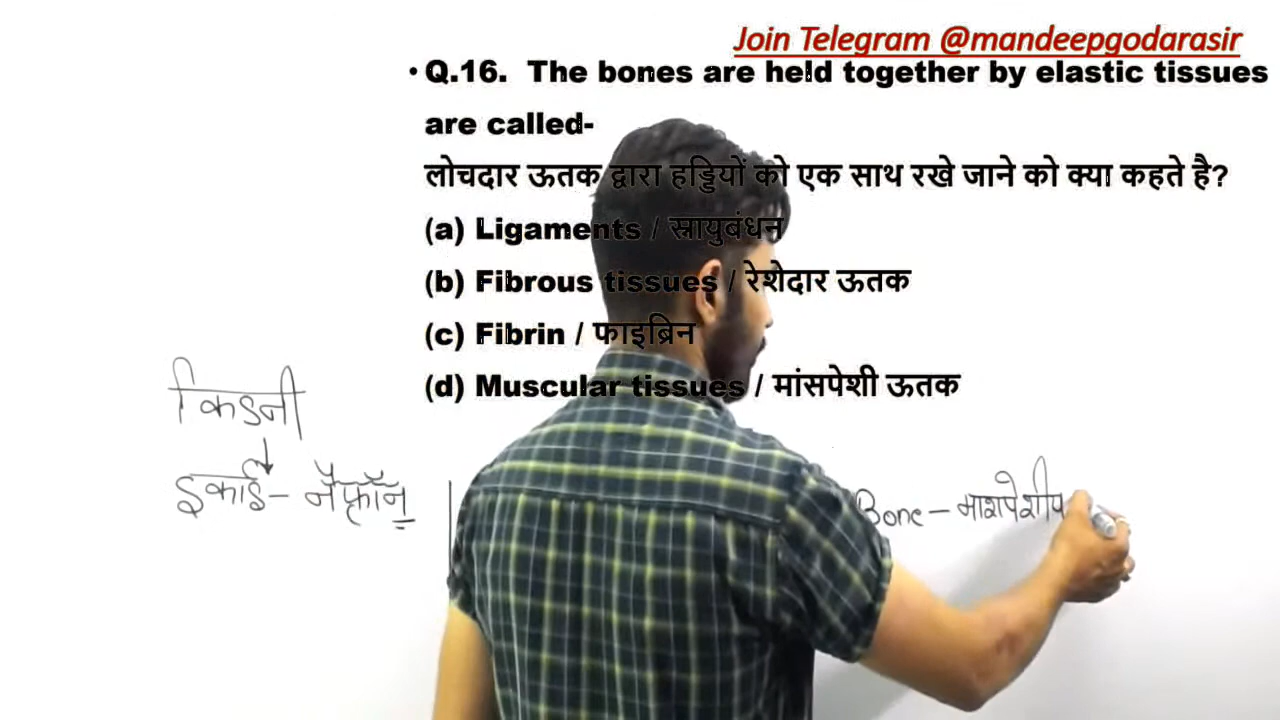 Join Telegram @mandeepgodarasir
• Q.16. The bones are held together by elastic tissues
are called-
लोचदार ऊतक द्वारा हड्डियों को एक साथ रखे जाने को क्या कहते है?
(a) Ligaments / स्नायुबंधन
(b) Fibrous tissues / रेशेदार ऊतक
(c) Fibrin / फाइब्रिन
(d) Muscular tissues / मांसपेशी ऊतक
किडनी
इकाई - नेफ्रॉन
Bone - माशपेशीय